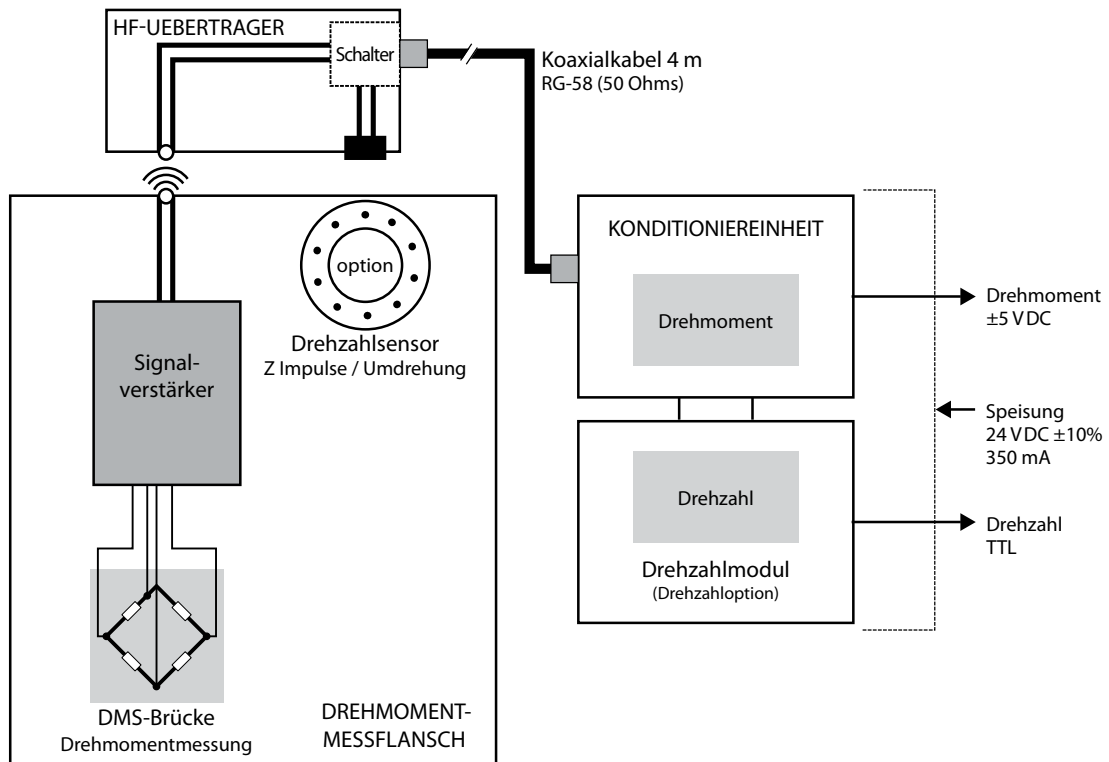 HF-UEBERTRAGER
Schalter
Koaxialkabel 4 m
RG-58 (50 Ohms)
option
Drehzahlsensor
Z Impulse / Umdrehung
Signal-
verstärker
DMS-Brücke
Drehmomentmessung
DREHMOMENT-
MESSFLANSCH
KONDITIONIEREINHEIT
Drehmoment
Drehzahl
Drehzahlmodul
(Drehzahloption)
Drehmoment
±5 VDC
Speisung
24 VDC ±10%
350 mA
Drehzahl
TTL